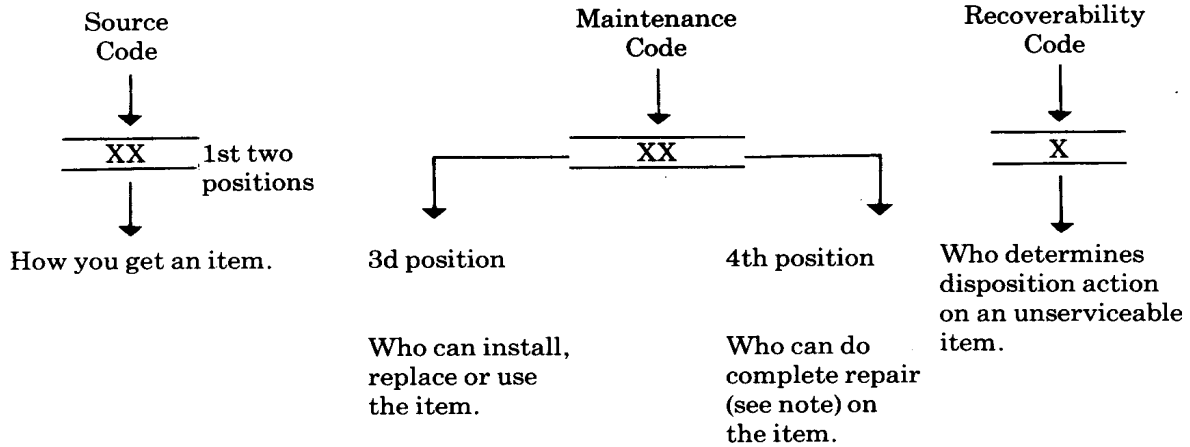 Source
Code
XX
1st two
positions
How you get an item.
Maintenance
Code
XX
3d position
Who can install,
replace or use
the item.
4th position
Who can do
complete repair
(see note) on
the item.
Recoverability
Code
X
Who determines
disposition action
on an unserviceable
item.